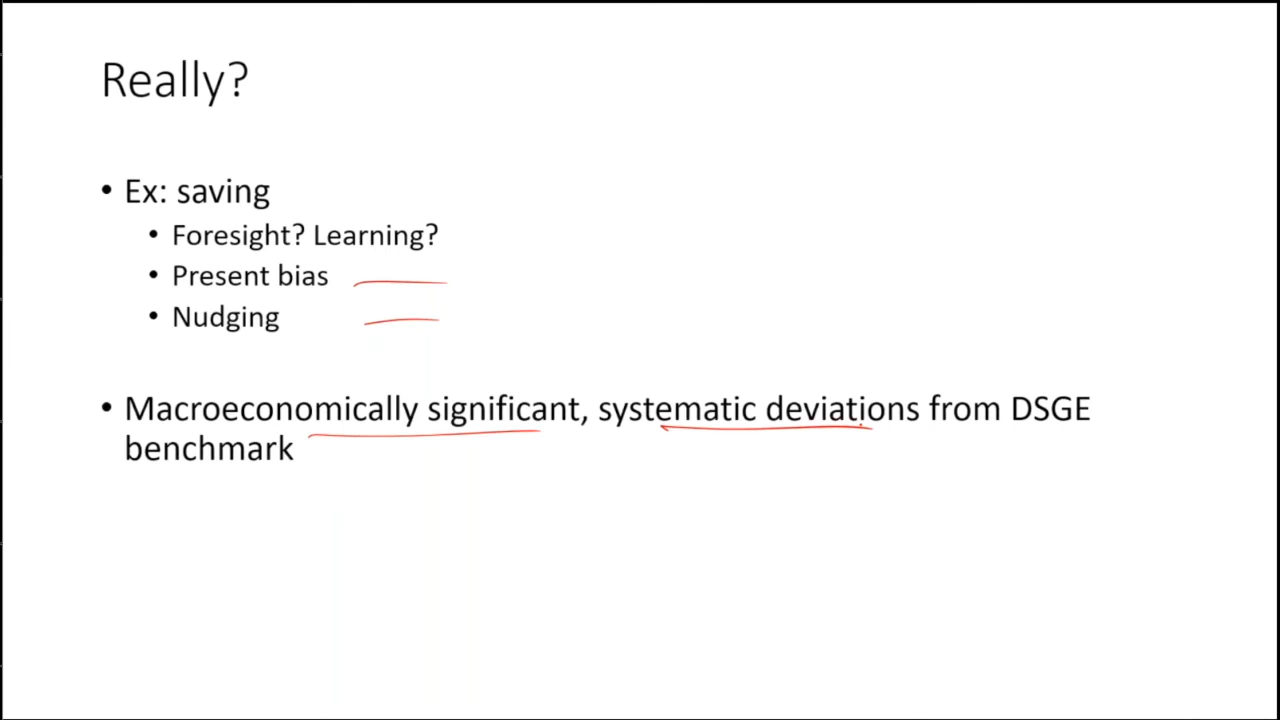 Really?
• Ex: saving
• Foresight? Learning?
• Present bias
• Nudging
• Macroeconomically significant, systematic deviations from DSGE
benchmark